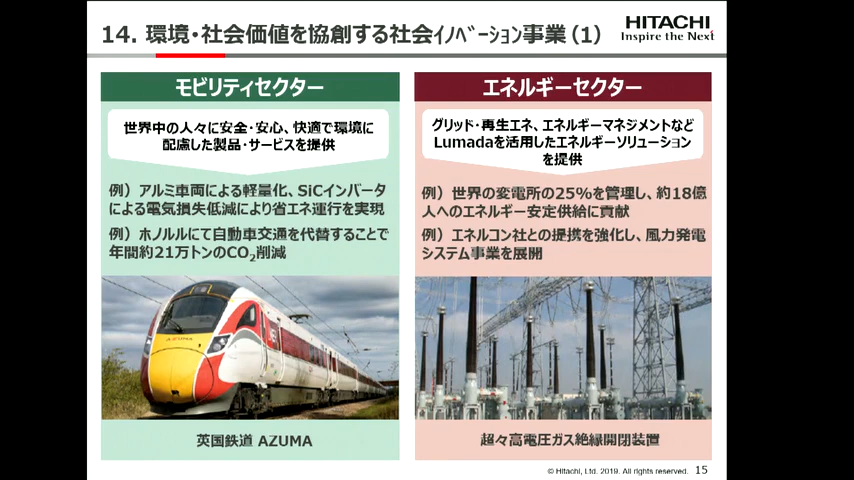 14. 環境・社会価値を協創する社会ｲﾉﾍﾞｰｼｮﾝ事業(1)
HITACHI
Inspire the Next
モビリティセクター
世界中の人々に安全・安心、快適で環境に
配慮した製品・サービスを提供
例）アルミ車両による軽量化、SiCインバータ
による電気損失低減により省エネ運行を実現
例）ホノルルにて自動車交通を代替することで
年間約21万トンのCO₂削減
AZUMA
英国鉄道 AZUMA
エネルギーセクター
グリッド・再生エネ、エネルギーマネジメントなど
Lumadaを活用したエネルギーソリューション
を提供
例）世界の変電所の25%を管理し、約18億
人へのエネルギー安定供給に貢献
例）エネルコン社との提携を強化し、風力発電
システム事業を展開
超々高電圧ガス絶縁開閉装置
© Hitachi, Ltd. 2019. All rights reserved.
15